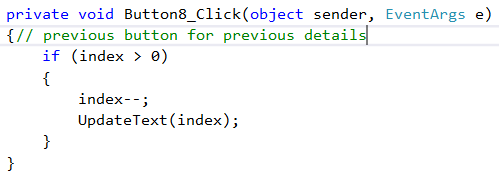 private void Button8_Click(object sender, EventArgs e)
{// previous button for previous details
    if (index > 0)
    {
        index--;
        UpdateText(index);
    }
}